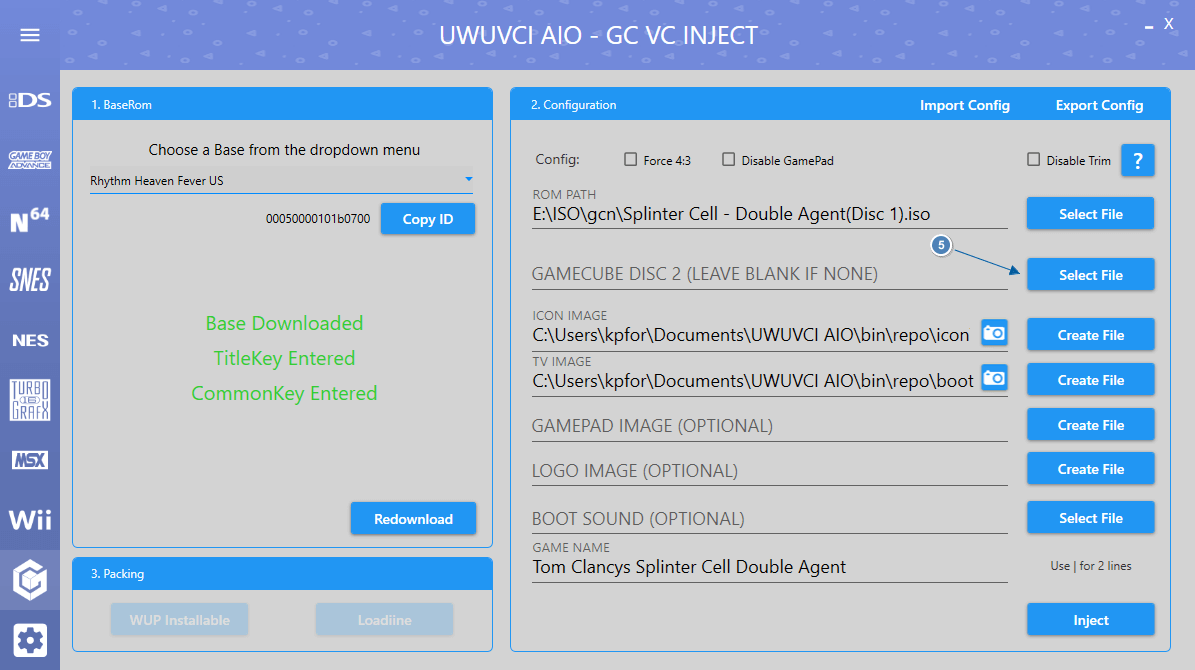 UWUVCI AIO - GC VC INJECT
X
DS
GAME BOY ADVANCE
N64
SNES
NES
TURBO GRAFX
MSX
Wii
1. BaseRom
Choose a Base from the dropdown menu
Rhythm Heaven Fever US
00050000101b0700 Copy ID
Base Downloaded
TitleKey Entered
CommonKey Entered
Redownload
3. Packing
WUP Installable Loadiine
2. Configuration Import Config Export Config
Config: Force 4:3 Disable GamePad Disable Trim ?
ROM PATH
E:\ISO\gcn\Splinter Cell - Double Agent(Disc 1).iso Select File
5
GAMECUBE DISC 2 (LEAVE BLANK IF NONE) Select File
ICON IMAGE
C:\Users\kpfor\Documents\UWUVCI AIO\bin\repo\icon Create File
TV IMAGE
C:\Users\kpfor\Documents\UWUVCI AIO\bin\repo\boot Create File
GAMEPAD IMAGE (OPTIONAL) Create File
LOGO IMAGE (OPTIONAL) Create File
BOOT SOUND (OPTIONAL) Select File
GAME NAME
Tom Clancys Splinter Cell Double Agent Use | for 2 lines
Inject